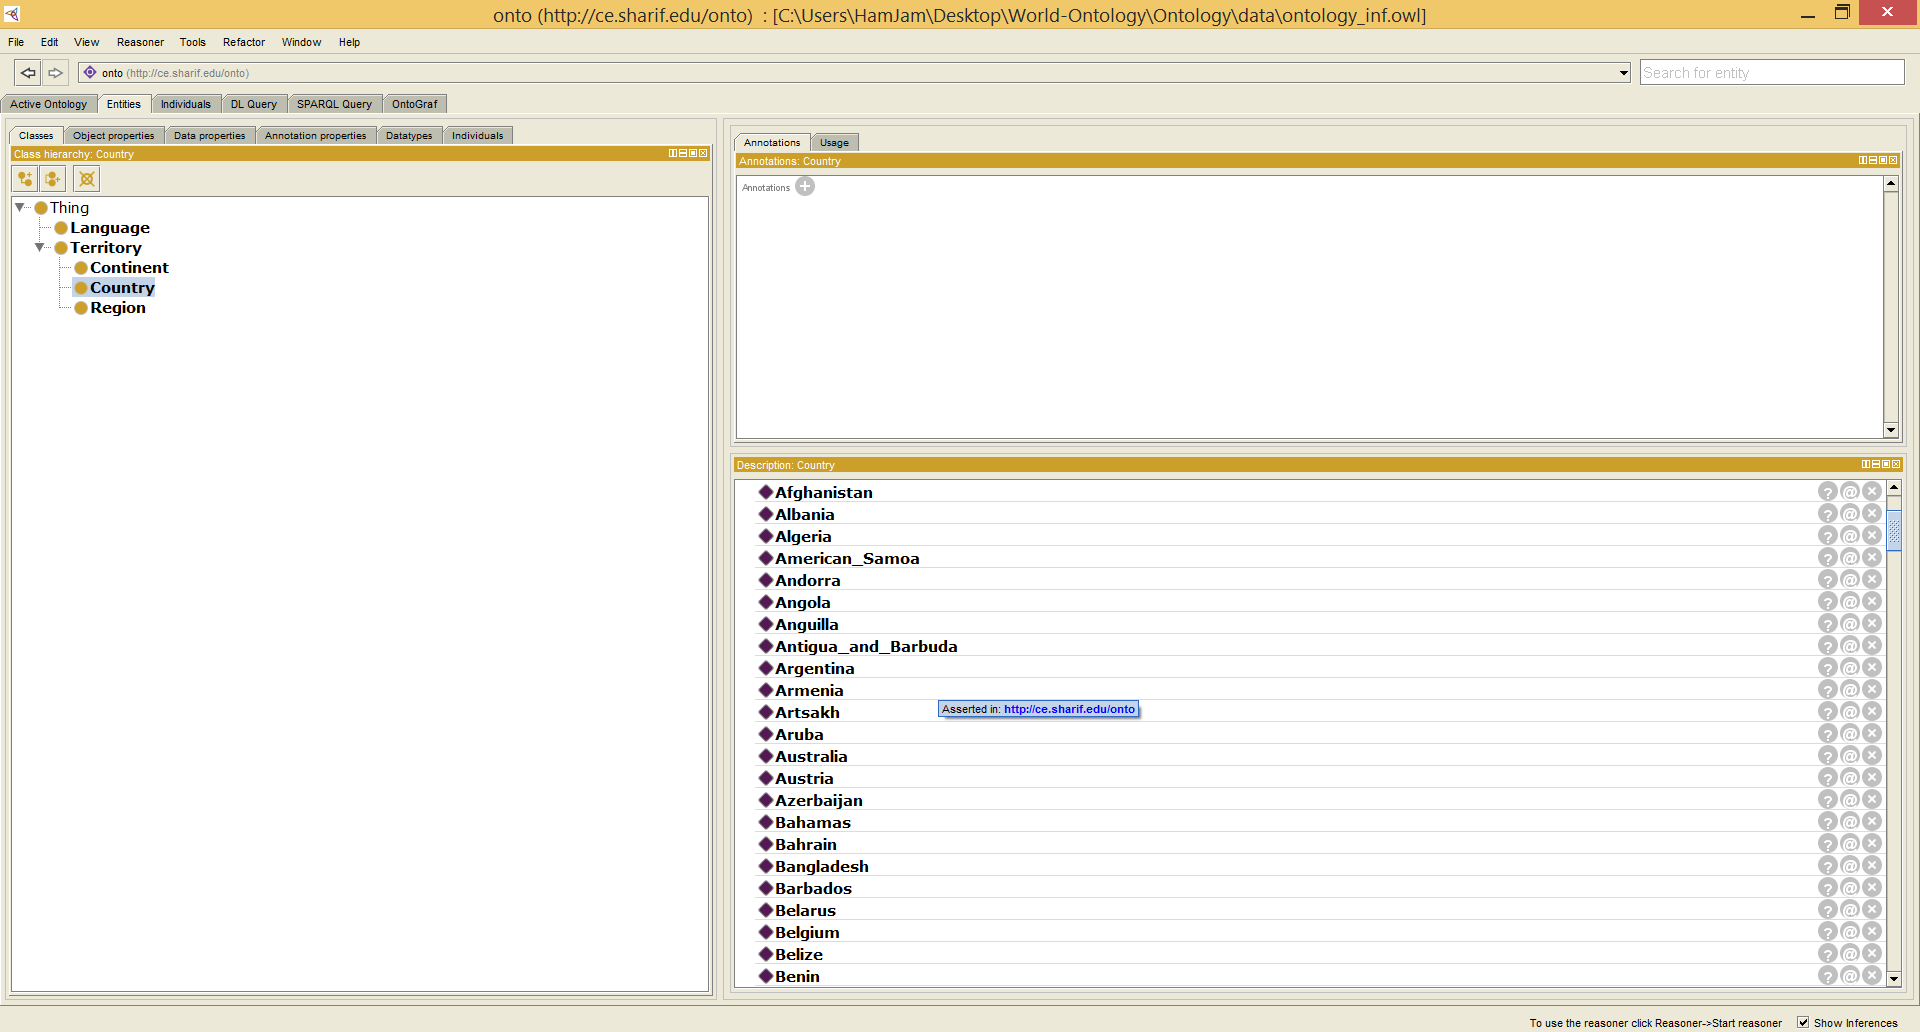 onto (http://ce.sharif.edu/onto) : [C:\Users\HamJam\Desktop\World-Ontology\Ontology\data\ontology_inf.owl]
File Edit View Reasoner Tools Refactor Window Help
onto (http://ce.sharif.edu/onto)
Search for entity
Active Ontology Entities Individuals DL Query SPARQL Query OntoGraf
Classes Object properties Data properties Annotation properties Datatypes Individuals
Class hierarchy: Country
Thing
Language
Territory
Continent
Country
Region
Annotations Usage
Annotations: Country
Annotations
Description: Country
Afghanistan
Albania
Algeria
American_Samoa
Andorra
Angola
Anguilla
Antigua_and_Barbuda
Argentina
Armenia
Artsakh
Asserted in: http://ce.sharif.edu/onto
Aruba
Australia
Austria
Azerbaijan
Bahamas
Bahrain
Bangladesh
Barbados
Belarus
Belgium
Belize
Benin
To use the reasoner click Reasoner->Start reasoner Show Inferences